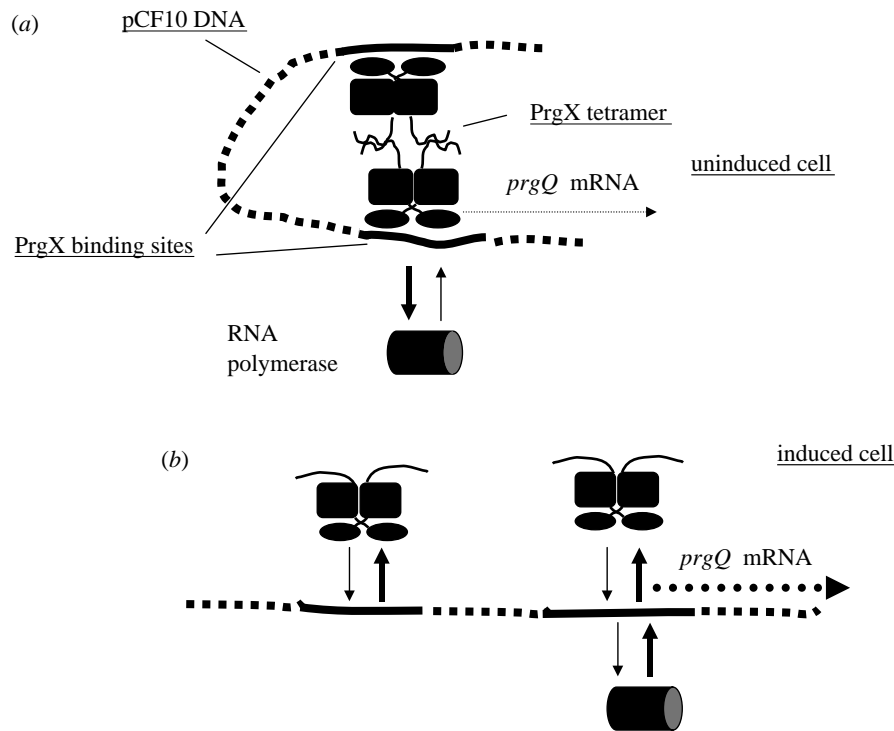 (a)
pCF10 DNA
PrgX tetramer
uninduced cell
prgQ mRNA
PrgX binding sites
RNA
polymerase
(b)
induced cell
prgQ mRNA